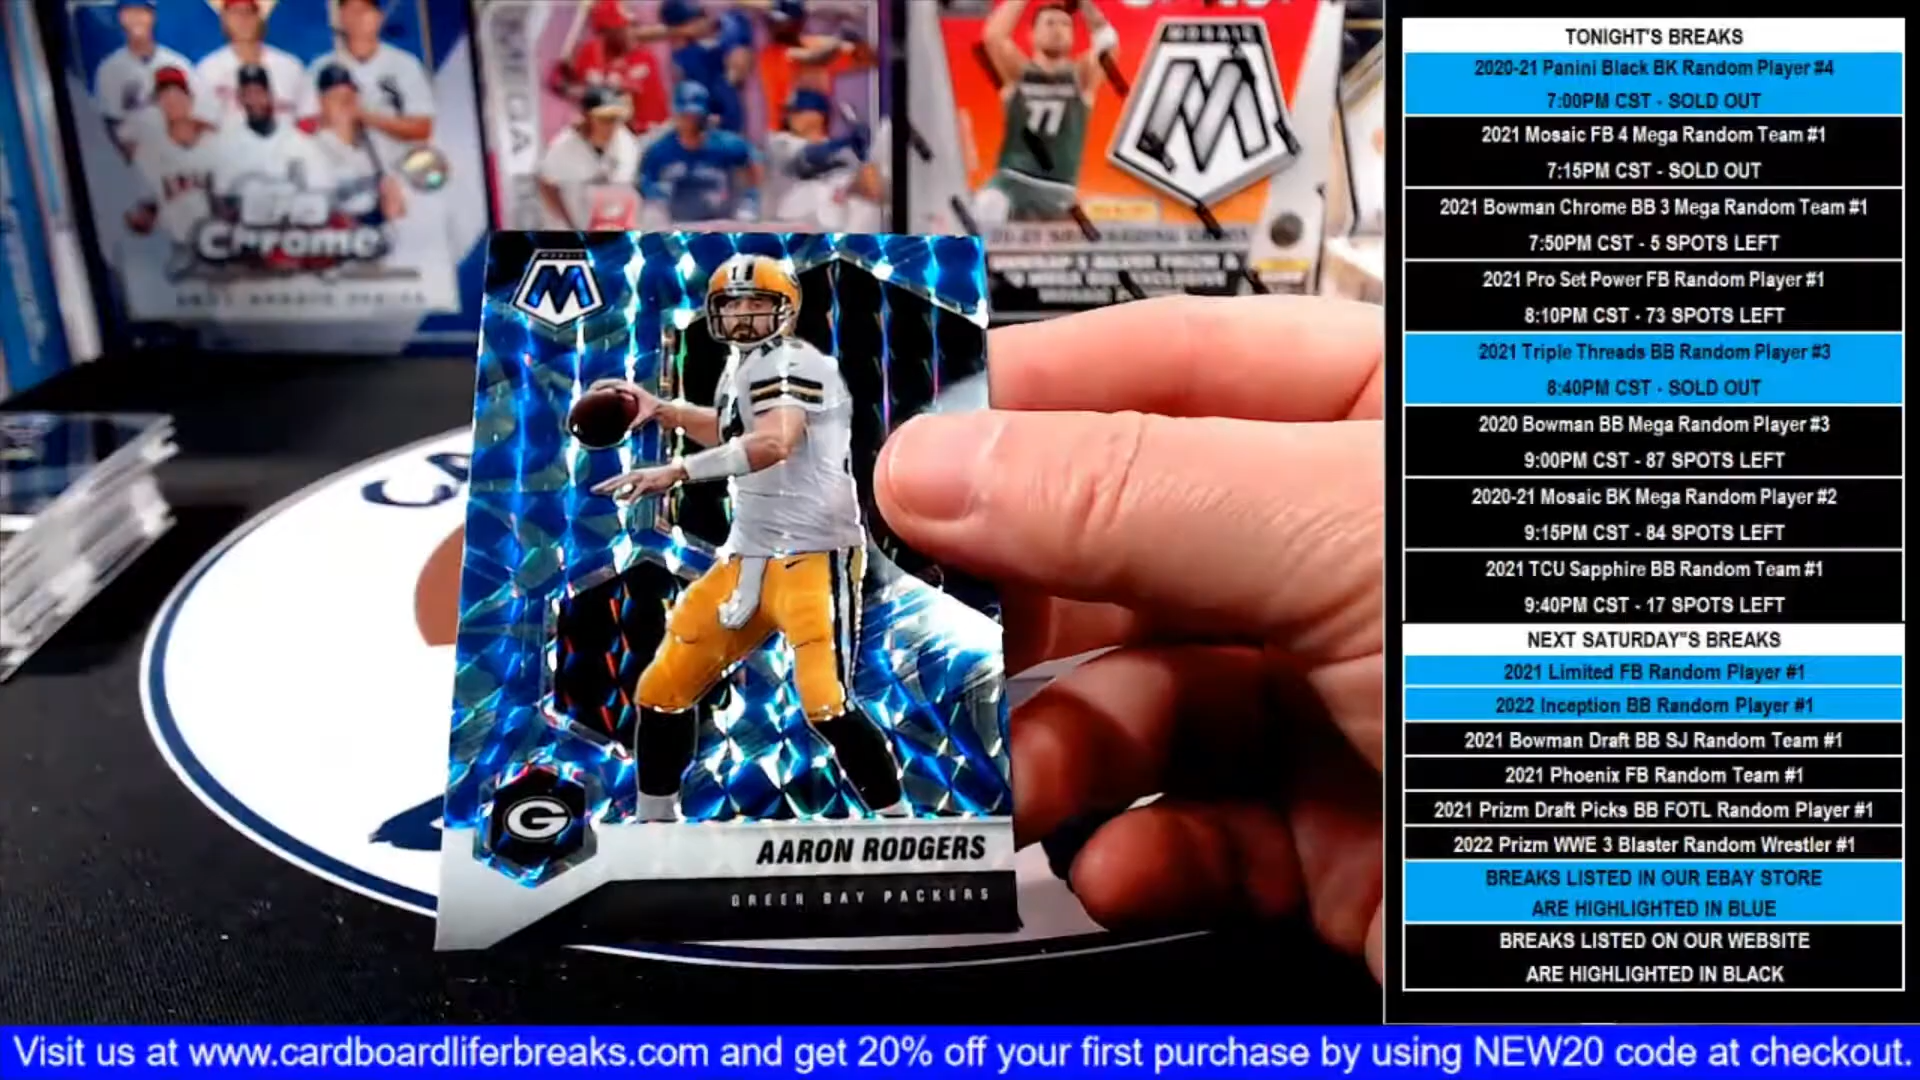 Topps
Chrome
MEGA
MOSAIC
77
MOSAIC
M
CA
G
AARON RODGERS
GREEN BAY PACKERS
TONIGHT'S BREAKS
2020-21 Panini Black BK Random Player #4
7:00PM CST - SOLD OUT
2021 Mosaic FB 4 Mega Random Team #1
7:15PM CST - SOLD OUT
2021 Bowman Chrome BB 3 Mega Random Team #1
7:50PM CST - 5 SPOTS LEFT
2021 Pro Set Power FB Random Player #1
8:10PM CST - 73 SPOTS LEFT
2021 Triple Threads BB Random Player #3
8:40PM CST - SOLD OUT
2020 Bowman BB Mega Random Player #3
9:00PM CST - 87 SPOTS LEFT
2020-21 Mosaic BK Mega Random Player #2
9:15PM CST - 84 SPOTS LEFT
2021 TCU Sapphire BB Random Team #1
9:40PM CST - 17 SPOTS LEFT
NEXT SATURDAY"S BREAKS
2021 Limited FB Random Player #1
2022 Inception BB Random Player #1
2021 Bowman Draft BB SJ Random Team #1
2021 Phoenix FB Random Team #1
2021 Prizm Draft Picks BB FOTL Random Player #1
2022 Prizm WWE 3 Blaster Random Wrestler #1
BREAKS LISTED IN OUR EBAY STORE
ARE HIGHLIGHTED IN BLUE
BREAKS LISTED ON OUR WEBSITE
ARE HIGHLIGHTED IN BLACK
Visit us at www.cardboardliferbreaks.com and get 20% off your first purchase by using NEW20 code at checkout.